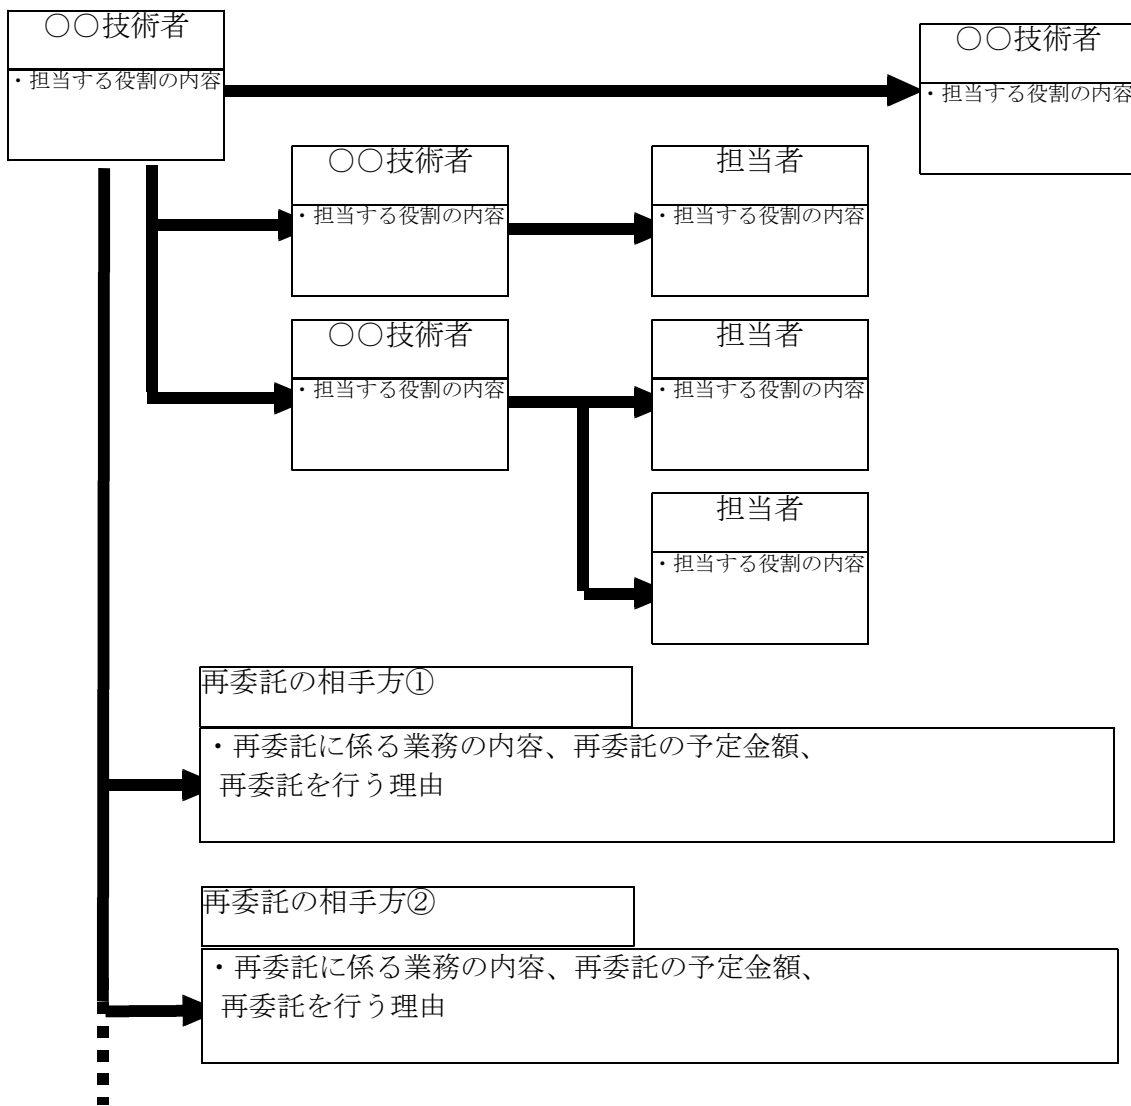 ○○技術者
・担当する役割の内容
○○技術者
・担当する役割の内容
○○技術者
・担当する役割の内容
担当者
・担当する役割の内容
○○技術者
・担当する役割の内容
担当者
・担当する役割の内容
担当者
・担当する役割の内容
再委託の相手方①
・再委託に係る業務の内容、再委託の予定金額、
再委託を行う理由
再委託の相手方②
・再委託に係る業務の内容、再委託の予定金額、
再委託を行う理由